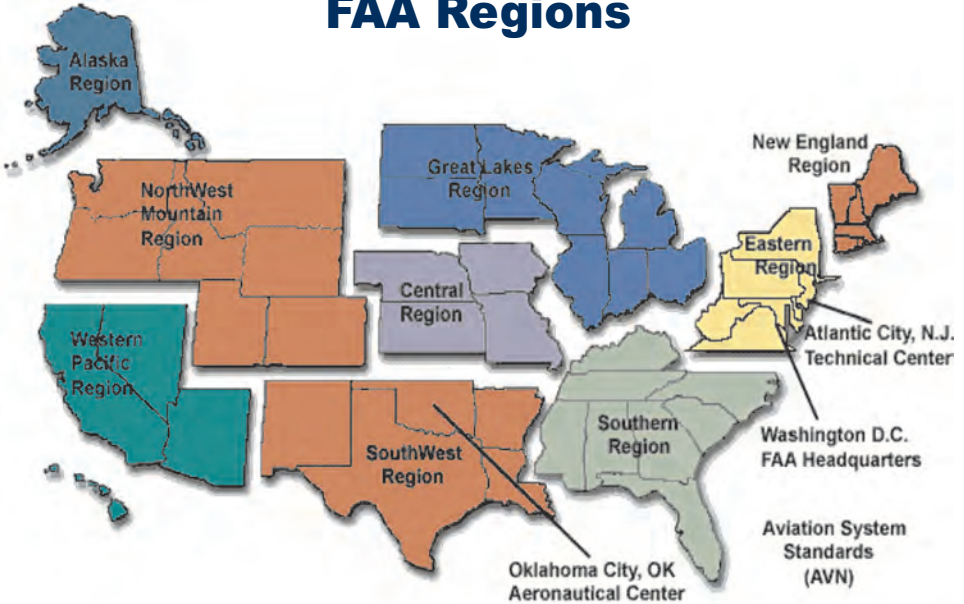 FAA Regions
Alaska
Region
NorthWest
Mountain
Region
Great Lakes
Region
New England
Region
Eastern
Region
Central
Region
Western
Pacific
Region
Atlantic City, N.J.
Technical Center
Southern
Region
SouthWest
Region
Washington D.C.
FAA Headquarters
Aviation System
Standards
(AVN)
Oklahoma City, OK
Aeronautical Center